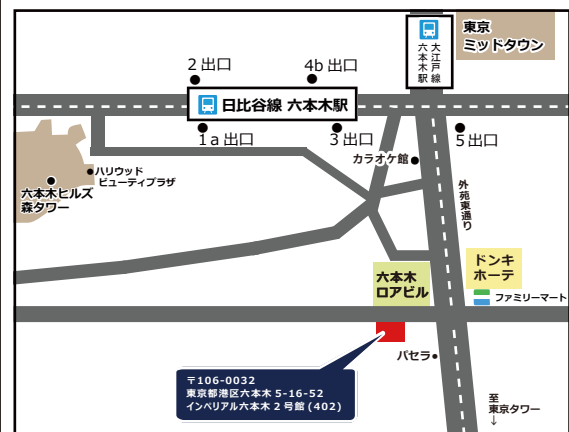 東京
ミッドタウン
大江戸線
六本木駅
2出口
4b出口
日比谷線 六本木駅
1a出口
3出口
カラオケ館
5出口
ハリウッド
ビューティプラザ
六本木ヒルズ
森タワー
外苑東通り
六本木
ロアビル
ドンキ
ホーテ
ファミリーマート
パセラ
〒106-0032
東京都港区六本木 5-16-52
インペリアル六本木 2 号館 (402)
至
東京タワー
↓